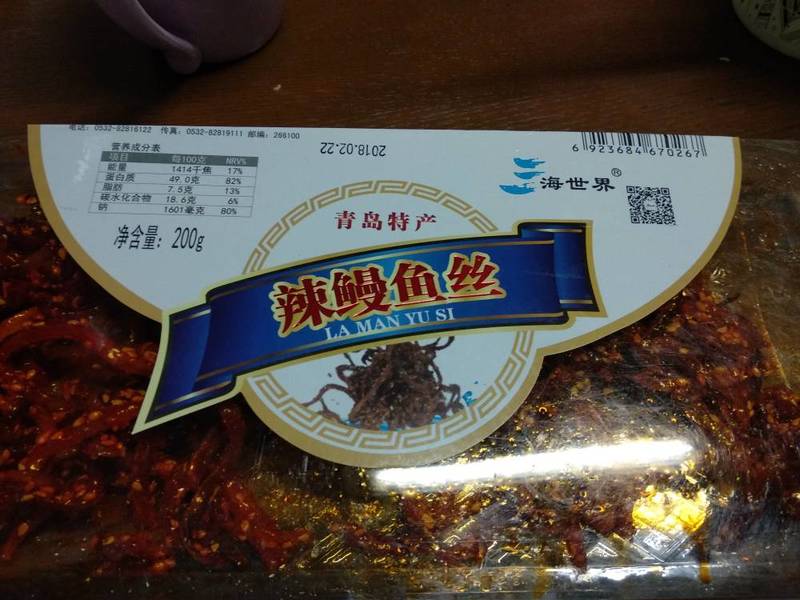 电话：0532-82816122 传真：0532-82819111 邮编：266100
营养成分表
项目 每100克 NRV%
能量 1414千焦 17%
蛋白质 49.0克 82%
脂肪 7.5克 13%
碳水化合物 18.6克 6%
钠 1601毫克 80%
净含量：200g
2018.02.22
6 923684 670267
海世界®
青岛特产
辣鳗鱼丝
LA MAN YU SI